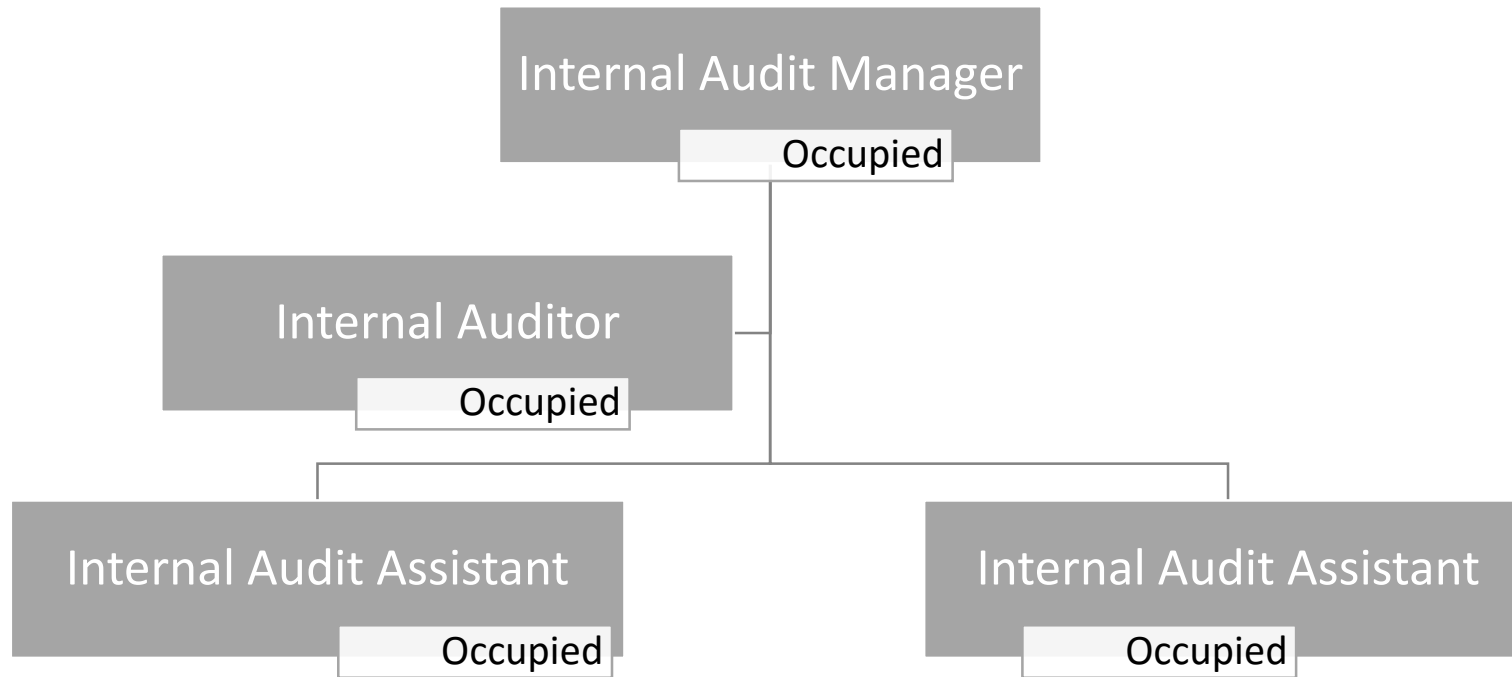 Internal Audit Manager
Occupied
Internal Auditor
Occupied
Internal Audit Assistant
Occupied
Internal Audit Assistant
Occupied